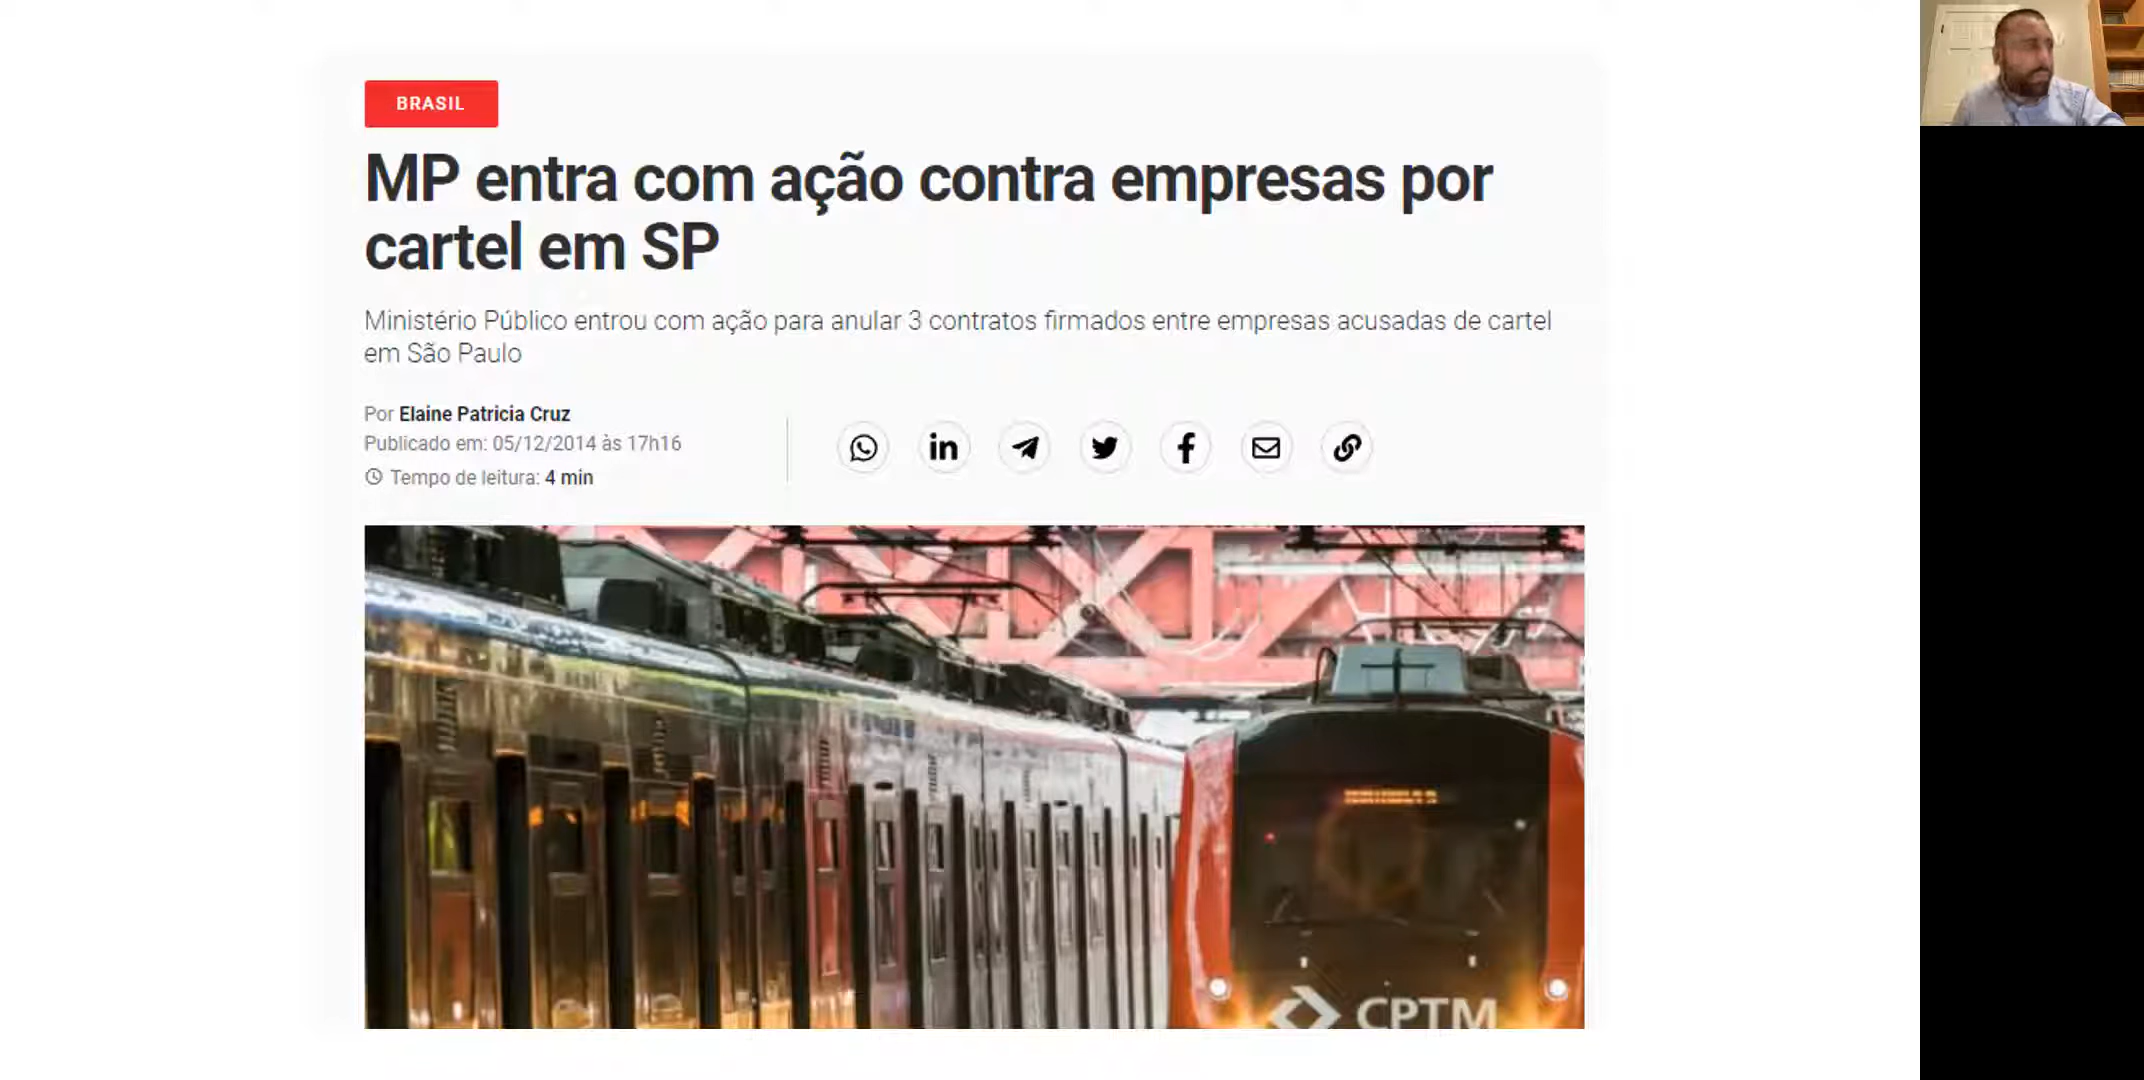 BRASIL
MP entra com ação contra empresas por
cartel em SP
Ministério Público entrou com ação para anular 3 contratos firmados entre empresas acusadas de cartel
em São Paulo
Por Elaine Patricia Cruz
Publicado em: 05/12/2014 às 17h16
Tempo de leitura: 4 min
CPTM